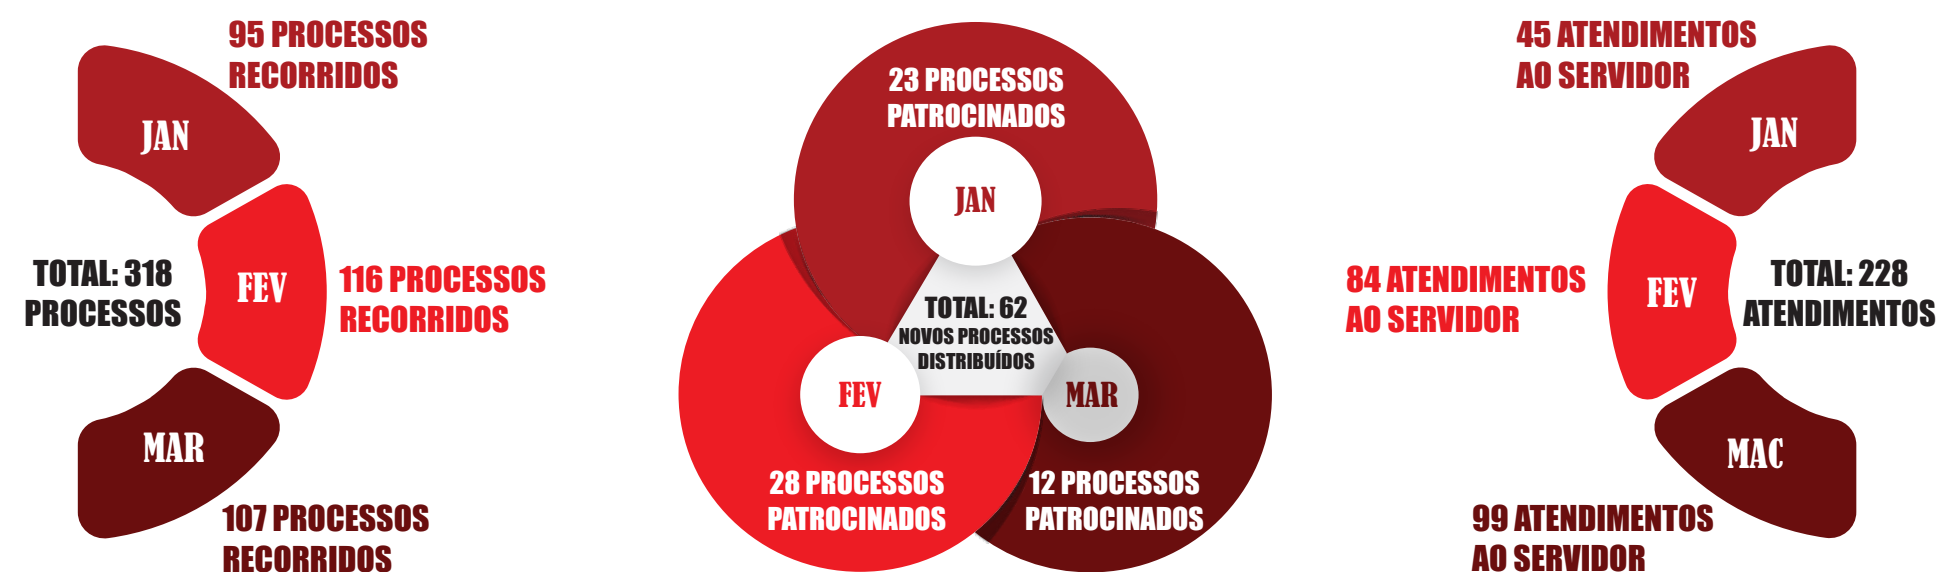 95 PROCESSOS
RECORRIDOS
JAN
TOTAL: 318
PROCESSOS
FEV
116 PROCESSOS
RECORRIDOS
MAR
107 PROCESSOS
RECORRIDOS
23 PROCESSOS
PATROCINADOS
JAN
TOTAL: 62
NOVOS PROCESSOS
DISTRIBUÍDOS
FEV
MAR
28 PROCESSOS
PATROCINADOS
12 PROCESSOS
PATROCINADOS
45 ATENDIMENTOS
AO SERVIDOR
JAN
84 ATENDIMENTOS
AO SERVIDOR
FEV
TOTAL: 228
ATENDIMENTOS
MAC
99 ATENDIMENTOS
AO SERVIDOR